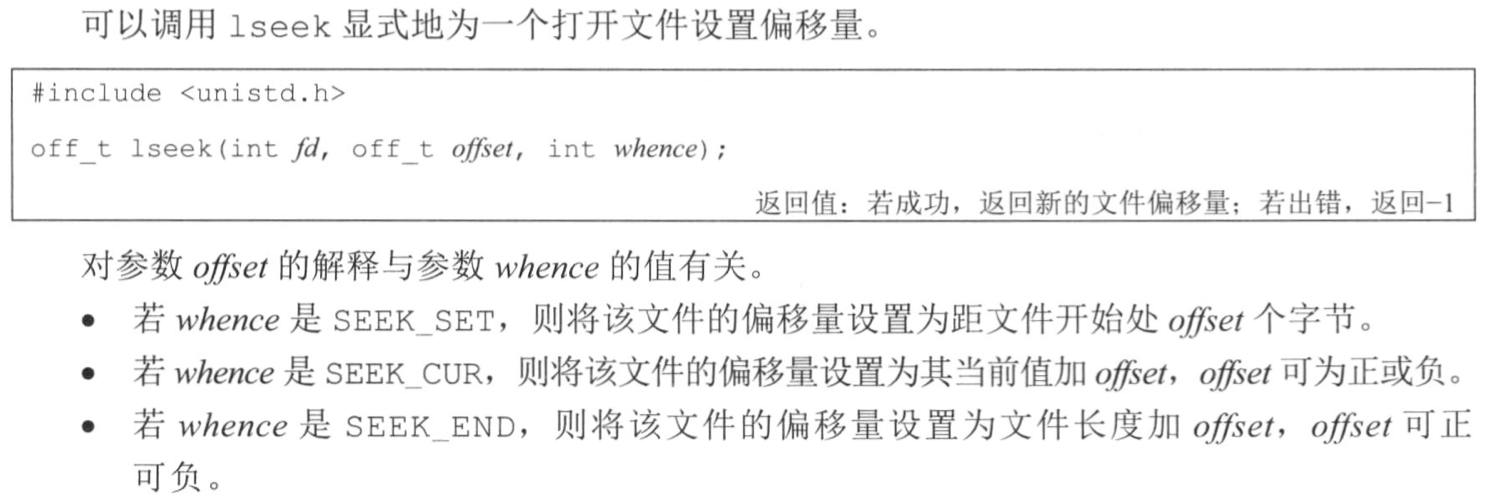 可以调用 lseek 显式地为一个打开文件设置偏移量。
#include <unistd.h>
off_t lseek(int fd, off_t offset, int whence);
返回值：若成功，返回新的文件偏移量；若出错，返回-1
对参数 offset 的解释与参数 whence 的值有关。
• 若 whence 是 SEEK_SET，则将该文件的偏移量设置为距文件开始处 offset 个字节。
• 若 whence 是 SEEK_CUR，则将该文件的偏移量设置为其当前值加 offset，offset 可为正或负。
• 若 whence 是 SEEK_END，则将该文件的偏移量设置为文件长度加 offset，offset 可正
可负。